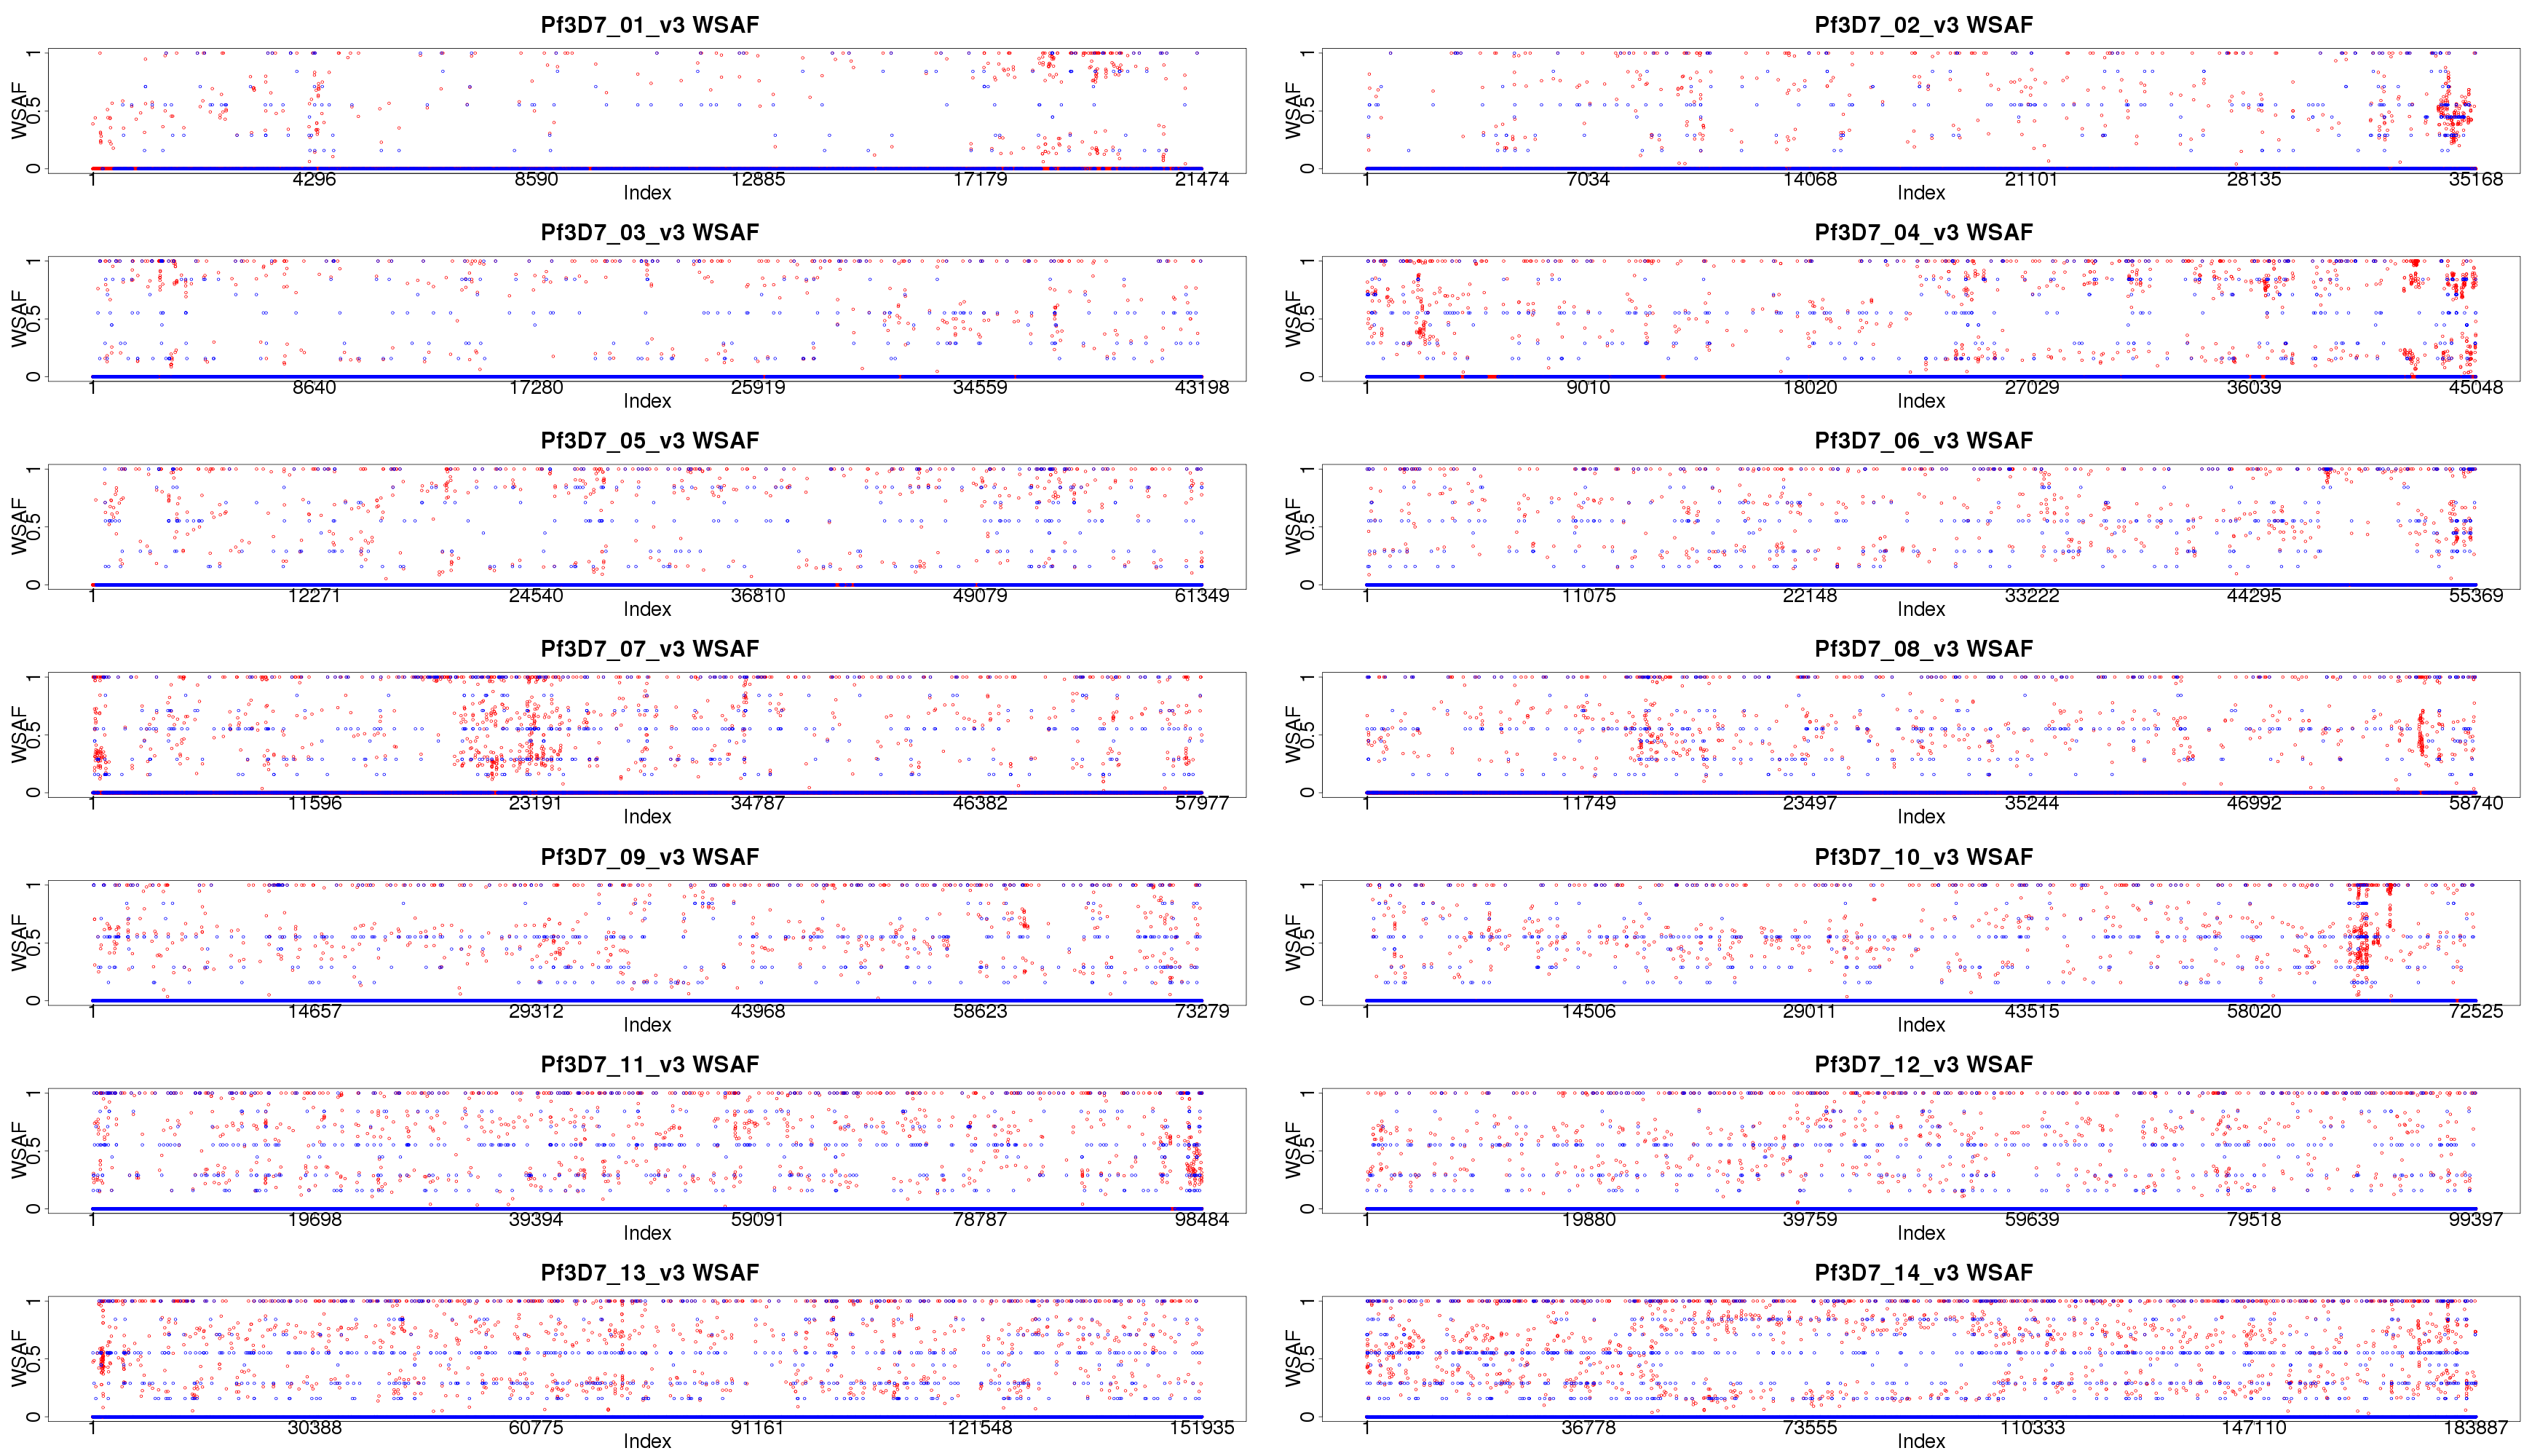 Pf3D7_01_v3 WSAF
WSAF
0 0.5 1
1 4296 8590 12885 17179 21474
Index
Pf3D7_02_v3 WSAF
WSAF
0 0.5 1
1 7034 14068 21101 28135 35168
Index
Pf3D7_03_v3 WSAF
WSAF
0 0.5 1
1 8640 17280 25919 34559 43198
Index
Pf3D7_04_v3 WSAF
WSAF
0 0.5 1
1 9010 18020 27029 36039 45048
Index
Pf3D7_05_v3 WSAF
WSAF
0 0.5 1
1 12271 24540 36810 49079 61349
Index
Pf3D7_06_v3 WSAF
WSAF
0 0.5 1
1 11075 22148 33222 44295 55369
Index
Pf3D7_07_v3 WSAF
WSAF
0 0.5 1
1 11596 23191 34787 46382 57977
Index
Pf3D7_08_v3 WSAF
WSAF
0 0.5 1
1 11749 23497 35244 46992 58740
Index
Pf3D7_09_v3 WSAF
WSAF
0 0.5 1
1 14657 29312 43968 58623 73279
Index
Pf3D7_10_v3 WSAF
WSAF
0 0.5 1
1 14506 29011 43515 58020 72525
Index
Pf3D7_11_v3 WSAF
WSAF
0 0.5 1
1 19698 39394 59091 78787 98484
Index
Pf3D7_12_v3 WSAF
WSAF
0 0.5 1
1 19880 39759 59639 79518 99397
Index
Pf3D7_13_v3 WSAF
WSAF
0 0.5 1
1 30388 60775 91161 121548 151935
Index
Pf3D7_14_v3 WSAF
WSAF
0 0.5 1
1 36778 73555 110333 147110 183887
Index